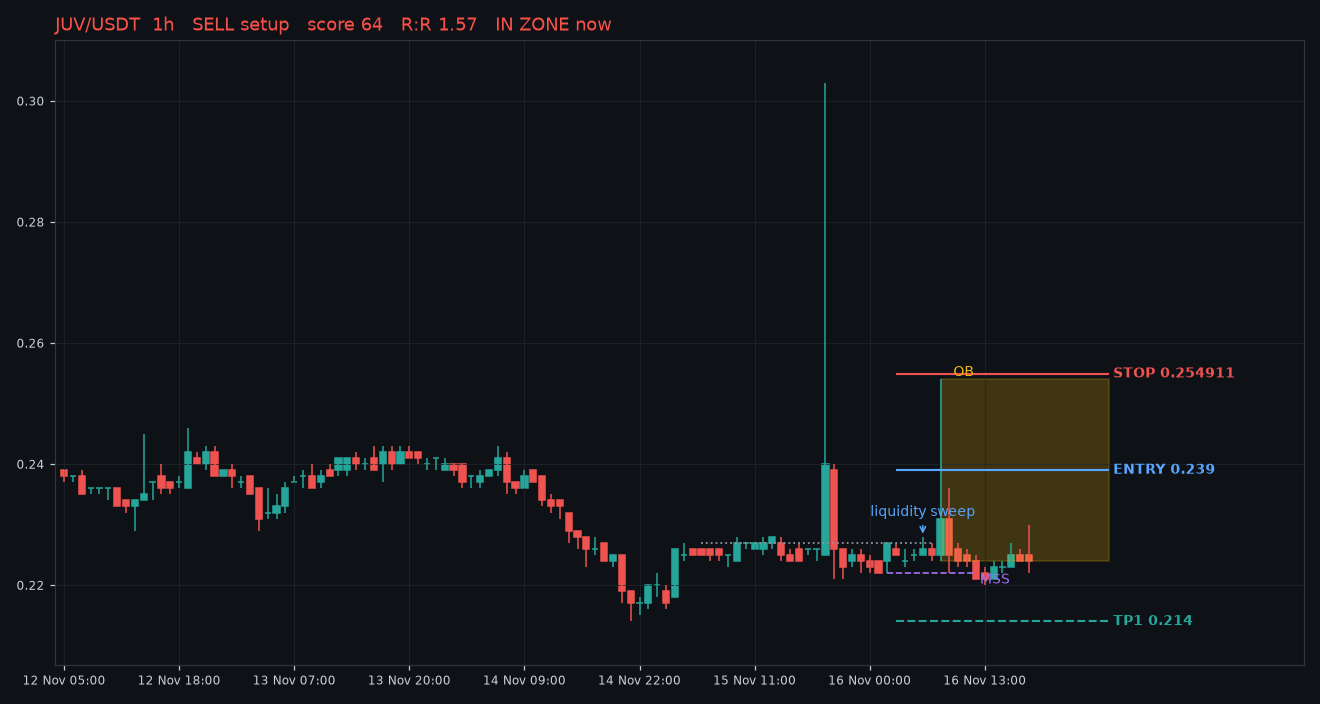 JUV/USDT 1h SELL setup score 64 R:R 1.57 IN ZONE now
0.30
0.28
0.26
0.24
0.22
OB
STOP 0.254911
ENTRY 0.239
liquidity sweep
MSS
TP1 0.214
12 Nov 05:00
12 Nov 18:00
13 Nov 07:00
13 Nov 20:00
14 Nov 09:00
14 Nov 22:00
15 Nov 11:00
16 Nov 00:00
16 Nov 13:00